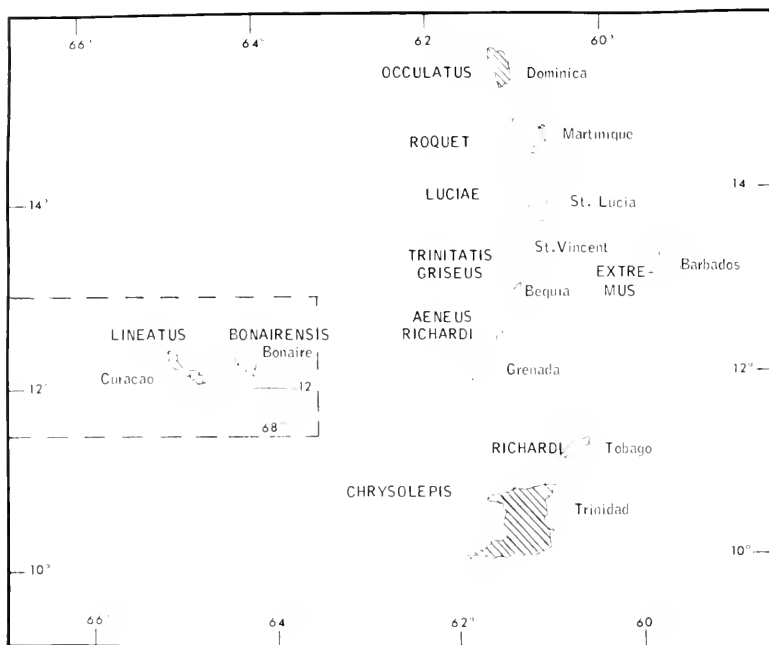 66° 64° 62 60°
OCCULATUS Dominica
ROQUET Martinique
14
LUCIAE St. Lucia
14°
St. Vincent
TRINITATIS
GRISEUS
EXTRE-
MUS
Barbados
Bequia
AENEUS
RICHARDI
LINEATUS BONAIRENSIS
Bonaire
Curacao
12°
12
12°
Grenada
68
RICHARDI Tobago
CHRYSOLEPIS
Trinidad
10°
10°
66° 64 62° 60